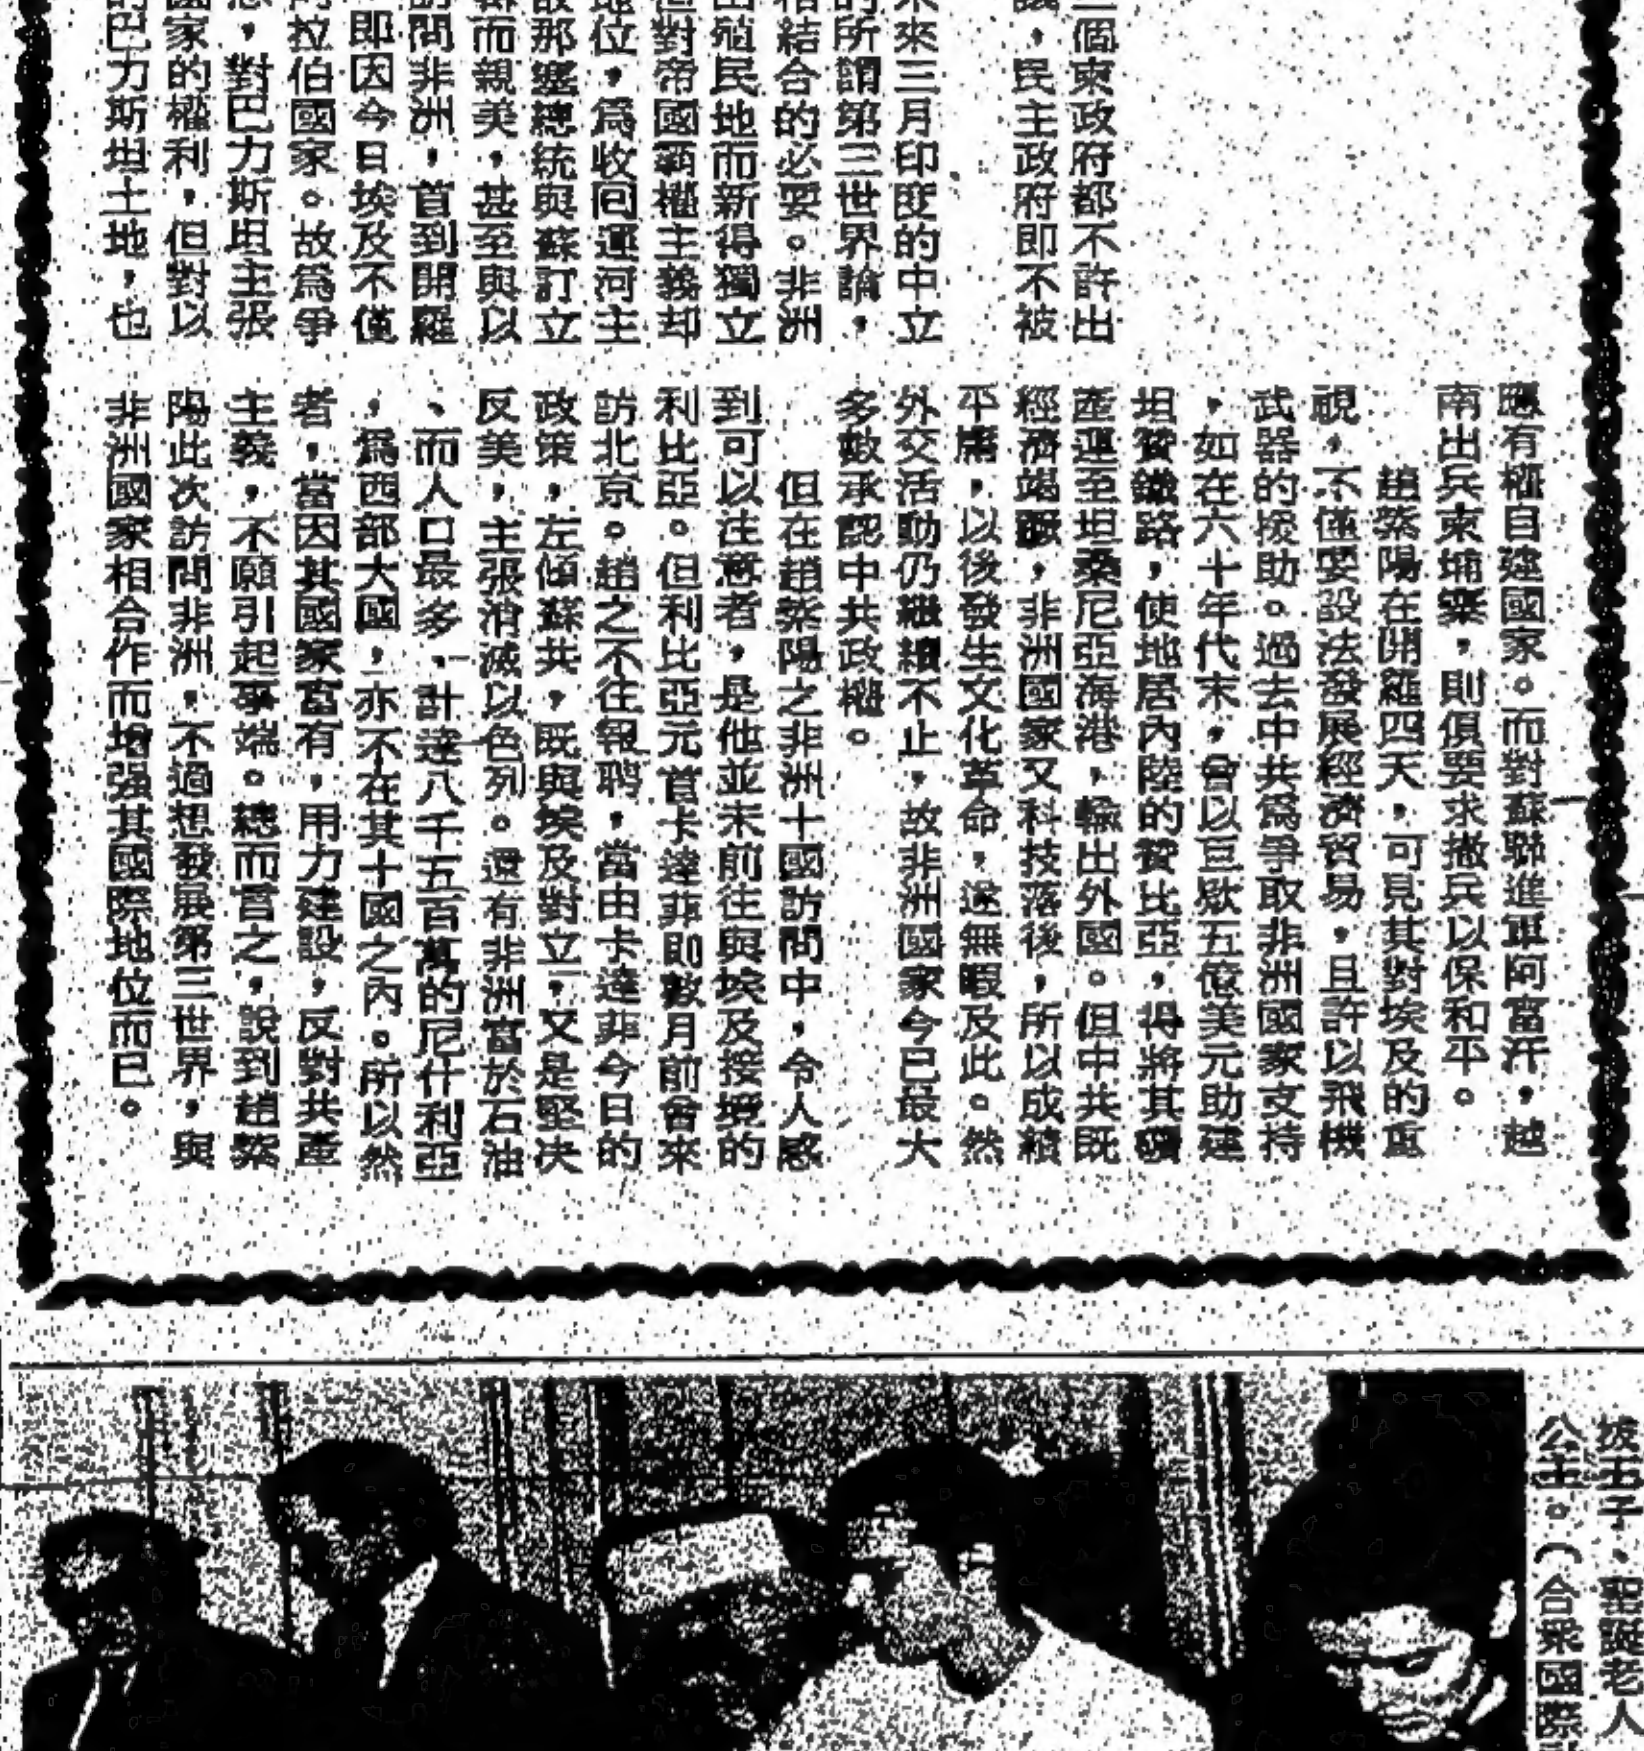 三個東政府都不許出
議,民主政府即不被
未來三月印度的中立
的所謂第三世界論,
相結合的必要。非洲
出殖民地而新得獨立
但對帝國霸權主義却
地位,爲收回運河主
故那塞總統與蘇訂立
都而親美,甚至與以
訪問非洲,首到開羅
即因今日埃及不僅
拉伯國家。故爲爭
,對巴力斯坦主張
國家的權利,但對以
的巴力斯坦土地,也
應有權自建國家。而對蘇聯進軍阿富汗,越
南出兵柬埔寨,則俱要求撤兵以保和平。
趙紫陽在開羅四天,可見其對埃及的重
視,不僅要設法發展經濟貿易,且許以飛機
武器的援助。過去中共爲爭取非洲國家支持
,如在六十年代末,曾以巨欵五億美元助建
坦贊鐵路,使地居內陸的贊比亞,得將其礦
產運至坦桑尼亞海港,輸出外國。但中共既
經濟竭蹶,非洲國家又科技落後,所以成績
平庸,以後發生文化革命,遂無暇及此。然
外交活動仍繼續不止,故非洲國家今已最大
多數承認中共政權。
但在趙紫陽之非洲十國訪問中,令人感
到可以注意者,是他並未前往與埃及接境的
利比亞。但利比亞元首卡達菲則數月前曾來
訪北京。趙之不往報聘,當由卡達菲今日的
政策,左傾蘇共,既與埃及對立,又是堅决
反美,主張消滅以色列。還有非洲富於石油
、而人口最多,計達八千五百萬的尼什利亞
,爲西部大國,亦不在其十國之內。所以然
者,當因其國家富有,用力建設,反對共產
主義,不願引起事端。總而言之,說到趙紫
陽此次訪問非洲,不過想發展第三世界,與
非洲國家相合作而增强其國際地位而已。
坡王子,聖誕老人
公主。(合衆國際